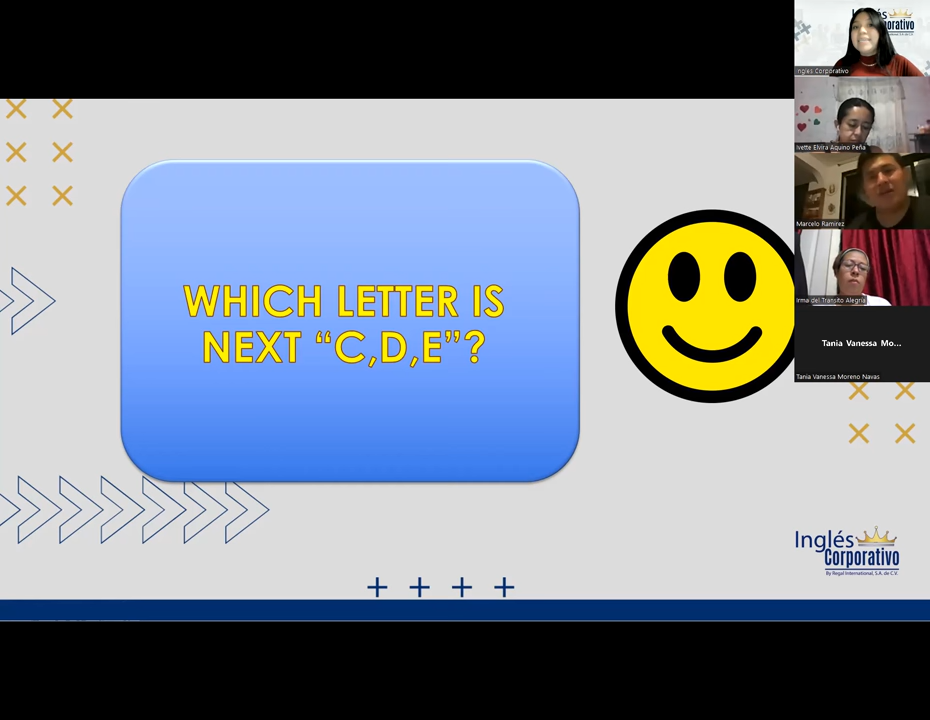 WHICH LETTER IS
NEXT “C,D,E”?
Inglés Corporativo
Ivette Elvira Aquino Peña
Marcelo Ramirez
Irma del Transito Alegria
Tania Vanessa Mo...
Tania Vanessa Moreno Navas
Inglés
Corporativo
By Regal International, S.A. de C.V.